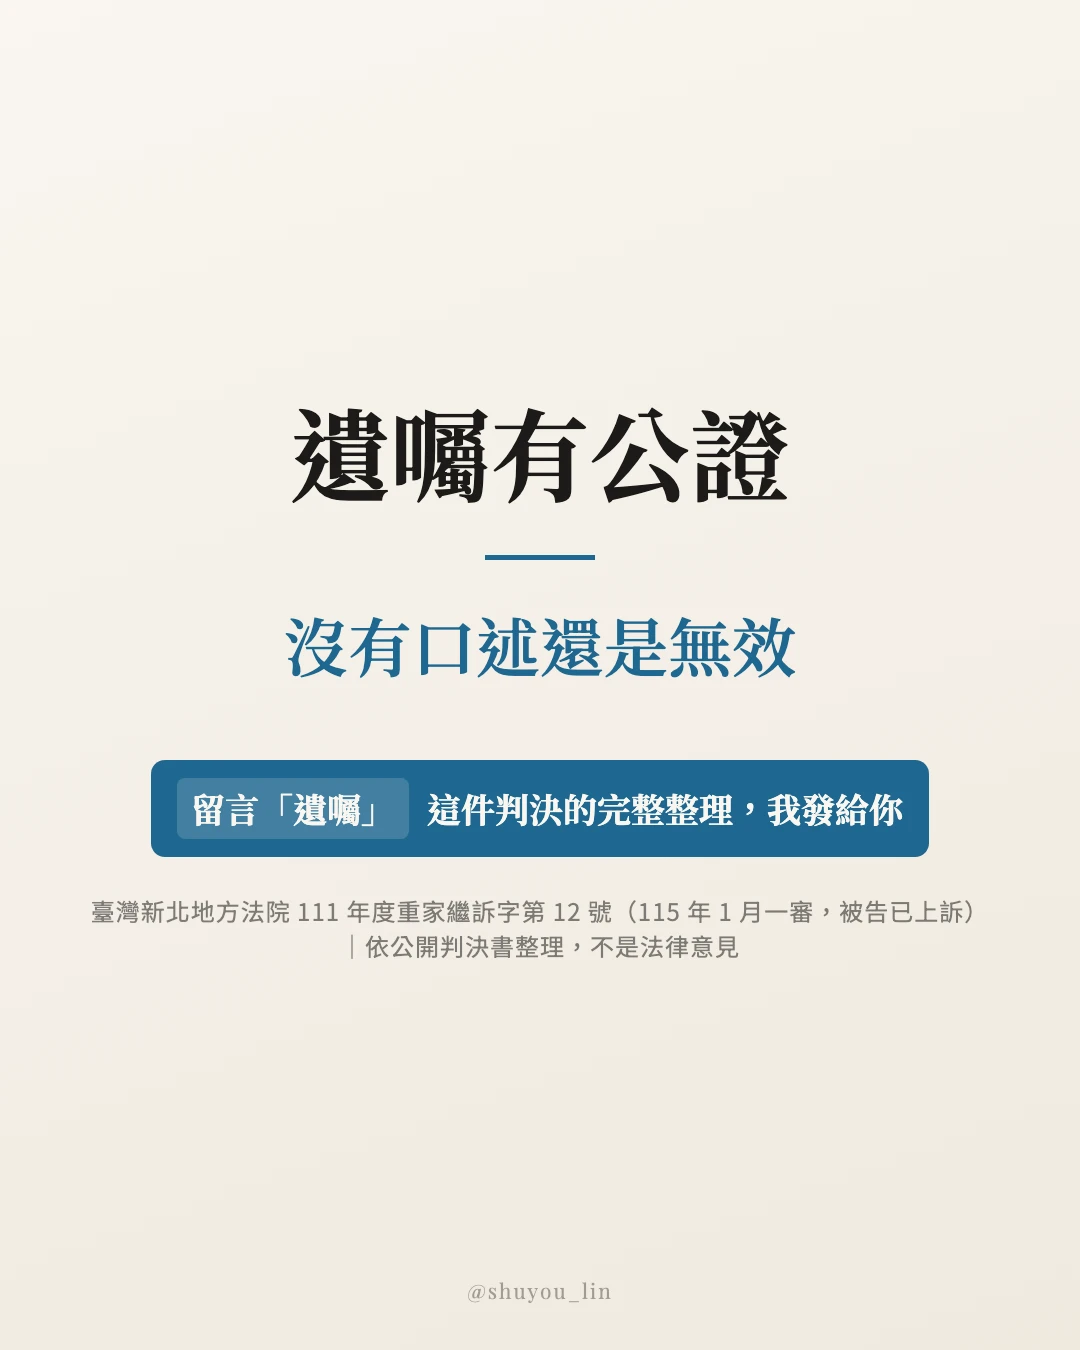 遺囑有公證
沒有口述還是無效
留言「遺囑」 這件判決的完整整理，我發給你
臺灣新北地方法院 111 年度重家繼訴字第 12 號（115 年 1 月一審，被告已上訴）
｜依公開判決書整理，不是法律意見
@shuyou_lin